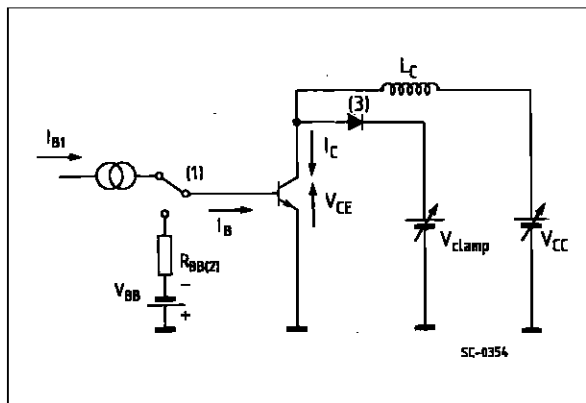 L_C
(3)
I_B1
(1)
I_C
V_CE
I_B
V_clamp
V_CC
R_BB(2)
V_BB
−
+
SC-0354